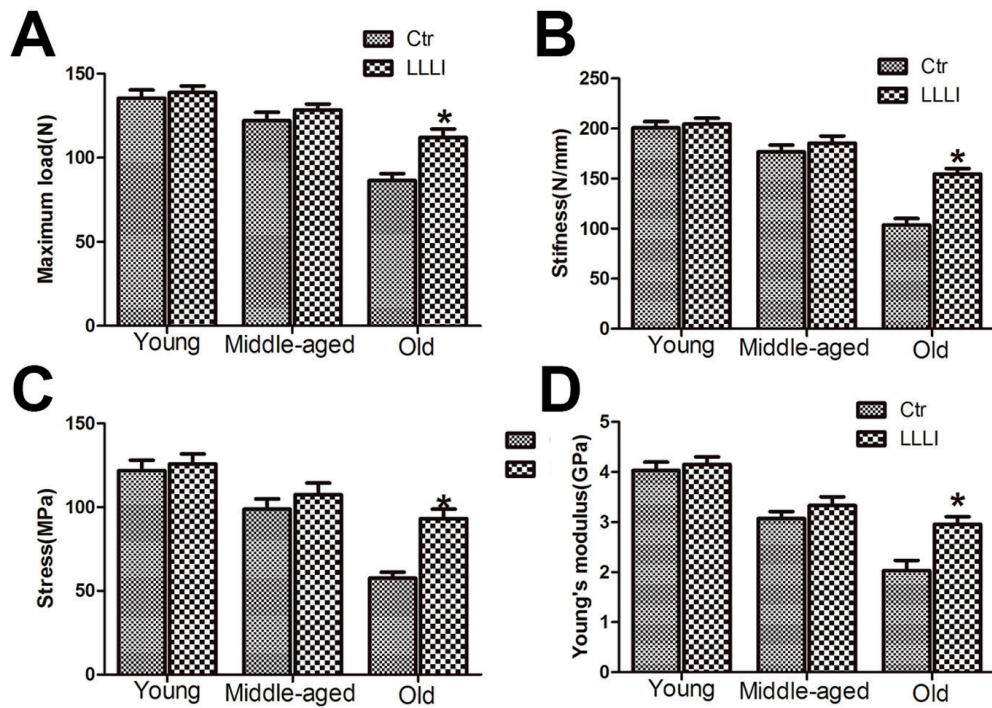 A
Ctr
LLLI
Maximum load(N)
150
100
50
0
*
Young Middle-aged Old
B
Ctr
LLLI
Stifness(N/mm)
250
200
150
100
50
0
*
Young Middle-aged Old
C
Stress(MPa)
150
100
50
0
*
Young Middle-aged Old
D
Ctr
LLLI
Young's modulus(GPa)
5
4
3
2
1
0
*
Young Middle-aged Old